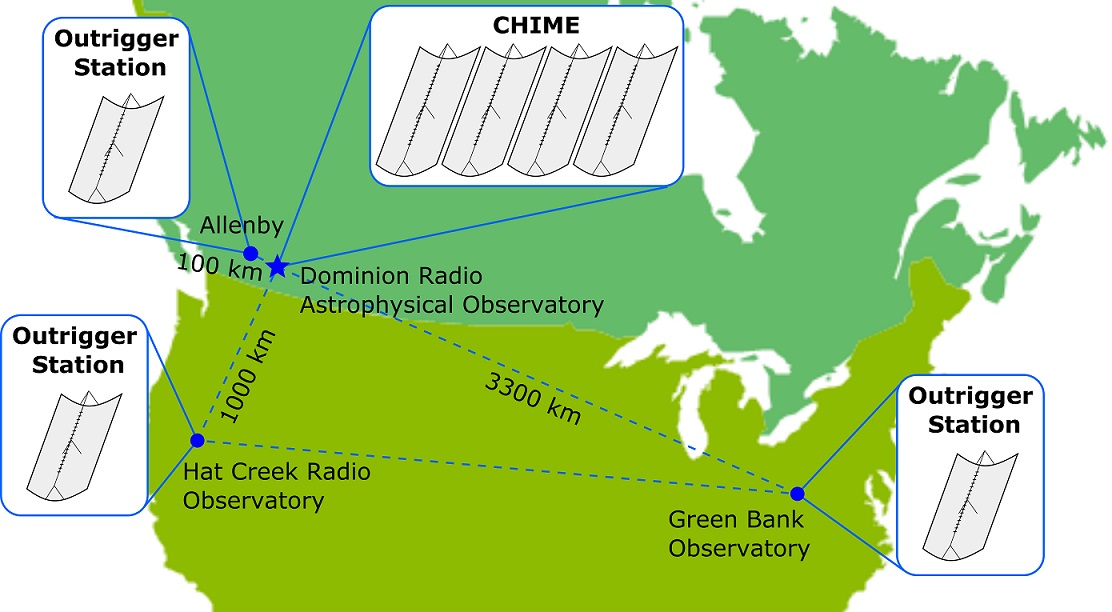 Outrigger
Station
CHIME
Allenby
100 km
Dominion Radio
Astrophysical Observatory
Outrigger
Station
1000 km
3300 km
Outrigger
Station
Hat Creek Radio
Observatory
Green Bank
Observatory